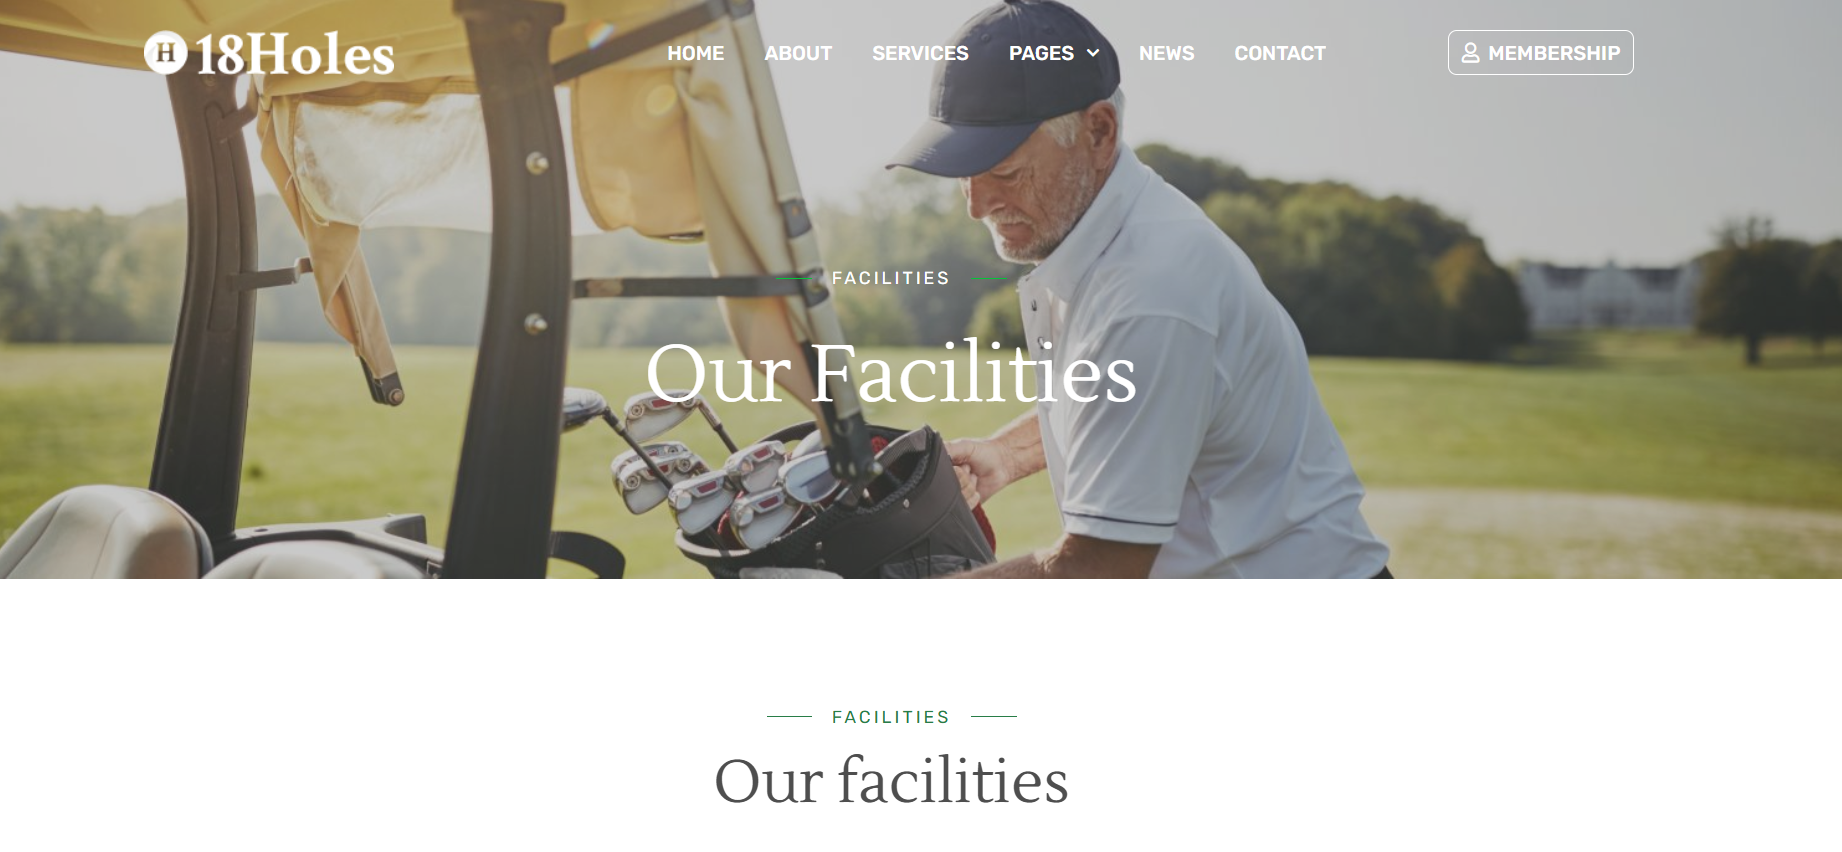 H 18Holes
HOME ABOUT SERVICES PAGES NEWS CONTACT
MEMBERSHIP
FACILITIES
Our Facilities
FACILITIES
Our facilities